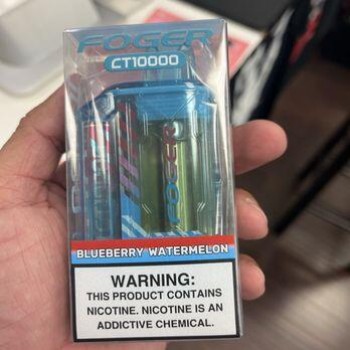 FOGER
CT10000
FOGER
BLUEBERRY WATERMELON
WARNING:
THIS PRODUCT CONTAINS
NICOTINE. NICOTINE IS AN
ADDICTIVE CHEMICAL.